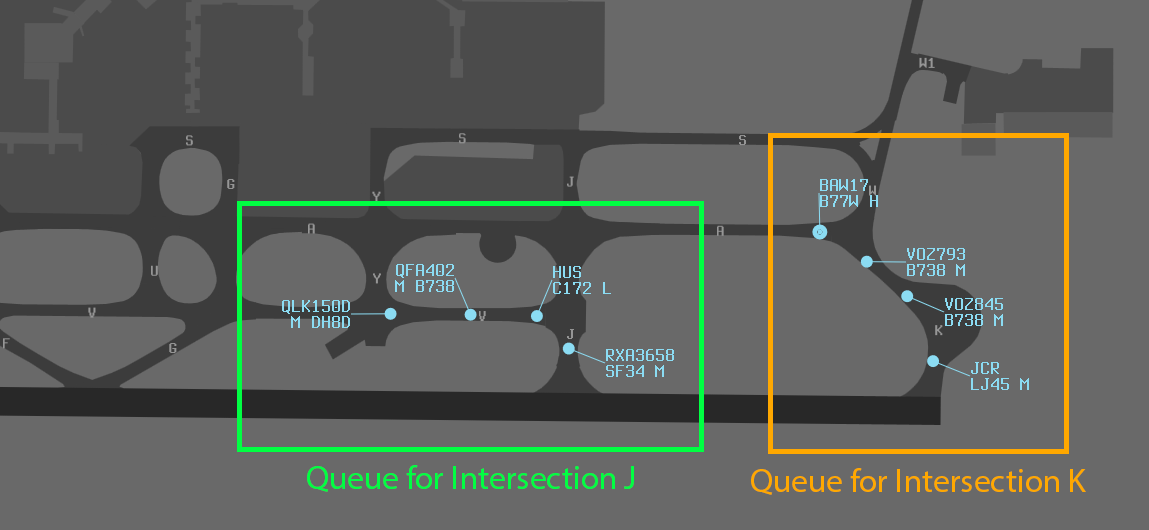 W1
S
S
S
G
J
Y
W
BAW17
B77W H
A
A
VOZ793
B738 M
U
Y
QFA402
M B738
HUS
C172 L
VOZ845
B738 M
QLK150D
M DH8D
V
V
K
F
G
J
RXA3658
SF34 M
JCR
LJ45 M
Queue for Intersection J
Queue for Intersection K